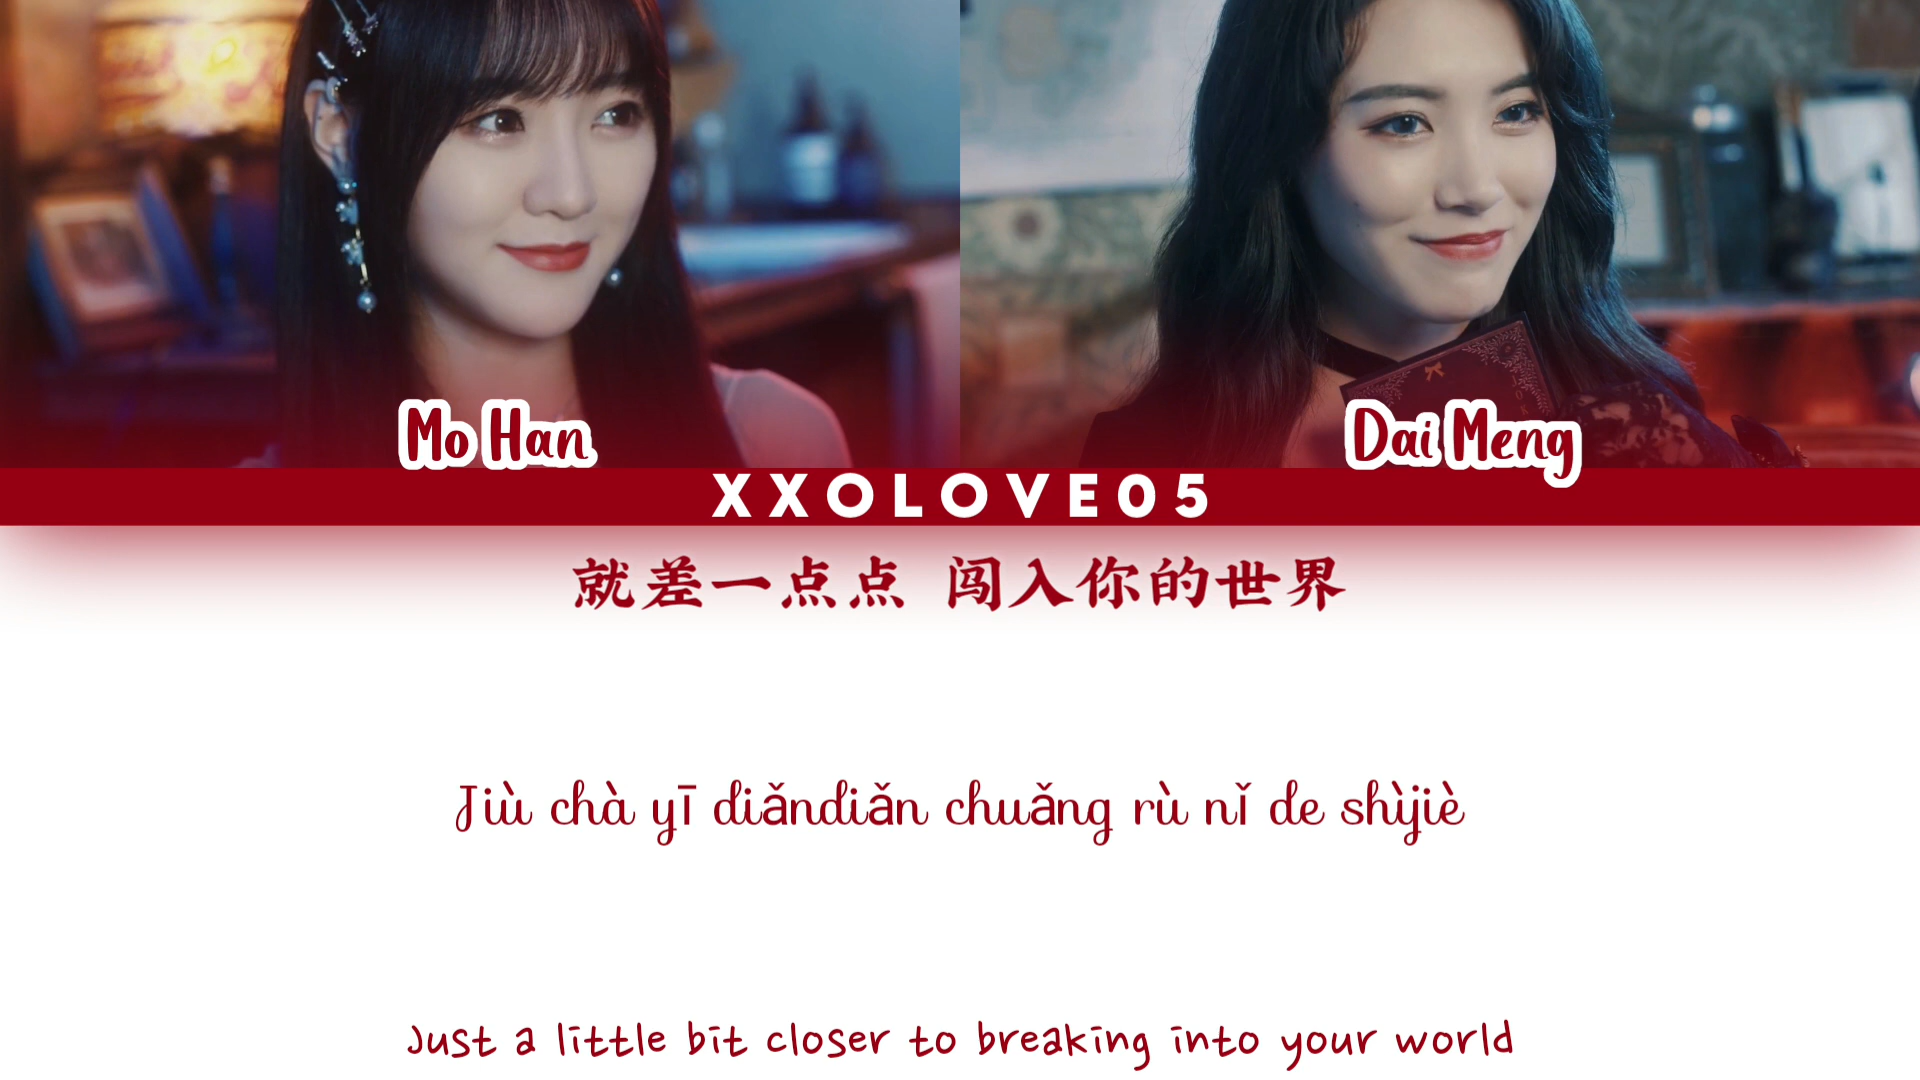 Mo Han
Dai Meng
XXOLOVE05
就差一点点 闯入你的世界
Jiù chà yī diǎndiǎn chuǎng rù nǐ de shìjiè
Just a little bit closer to breaking into your world